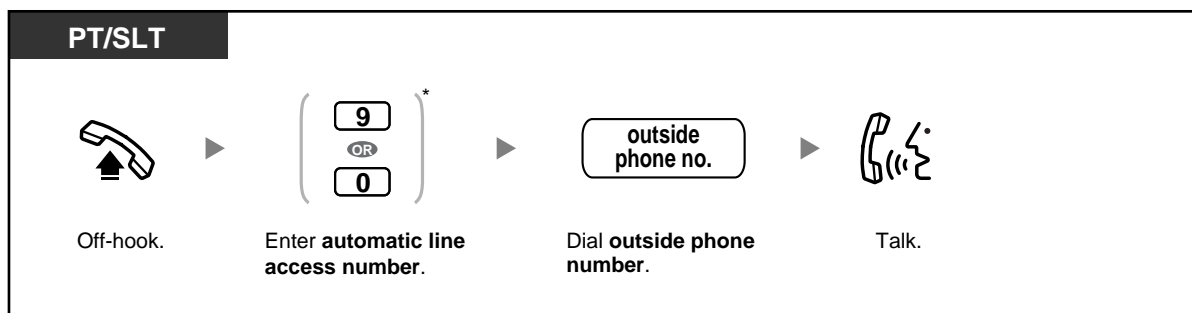 PT/SLT
*
9
OR
0
outside
phone no.
Off-hook.
Enter automatic line
access number.
Dial outside phone
number.
Talk.